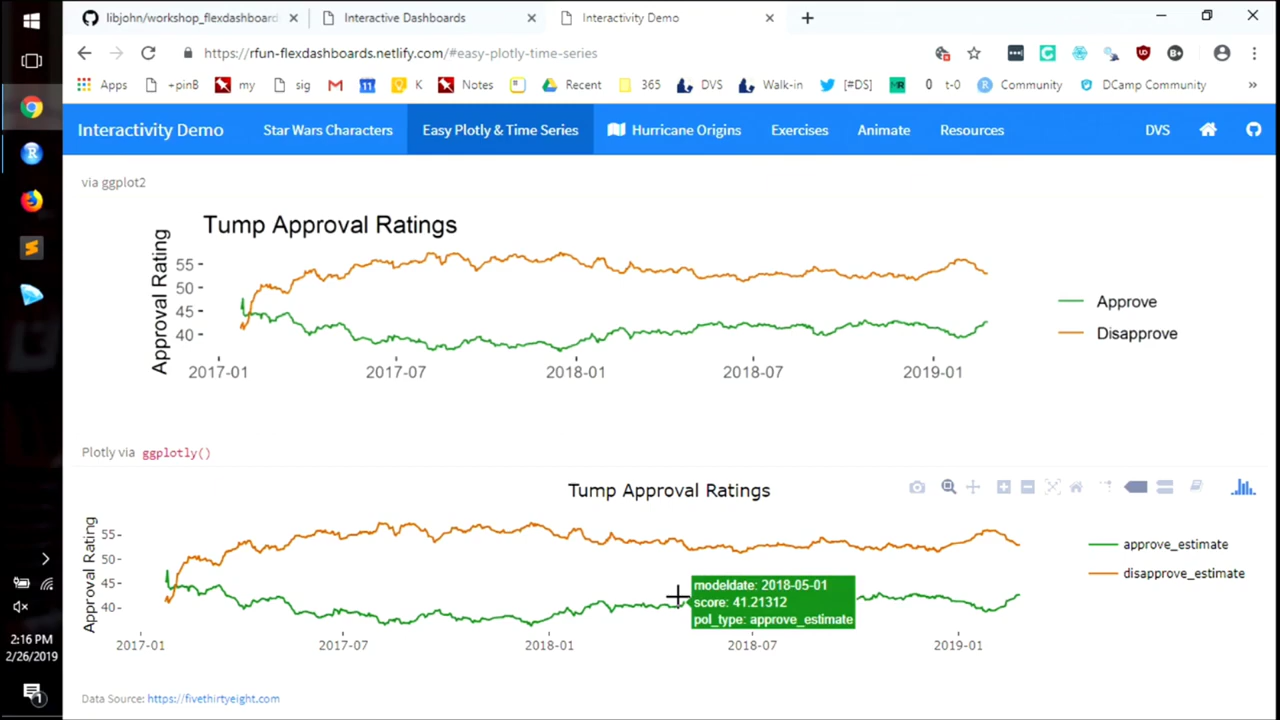 libjohn/workshop_flexdashboard
Interactive Dashboards
Interactivity Demo
https://rfun-flexdashboards.netlify.com/#easy-plotly-time-series
Apps +pinB my sig 11 K Notes Recent 365 DVS Walk-in [#DS] t-0 Community DCamp Community »
Interactivity Demo Star Wars Characters Easy Plotly & Time Series Hurricane Origins Exercises Animate Resources DVS
via ggplot2
Tump Approval Ratings
Approval Rating
55
50
45
40
2017-01 2017-07 2018-01 2018-07 2019-01
Approve
Disapprove
Plotly via ggplotly()
Tump Approval Ratings
Approval Rating
55
50
45
40
2017-01 2017-07 2018-01 2018-07 2019-01
approve_estimate
disapprove_estimate
modeldate: 2018-05-01
score: 41.21312
pol_type: approve_estimate
Data Source: https://fivethirtyeight.com
2:16 PM
2/26/2019
1